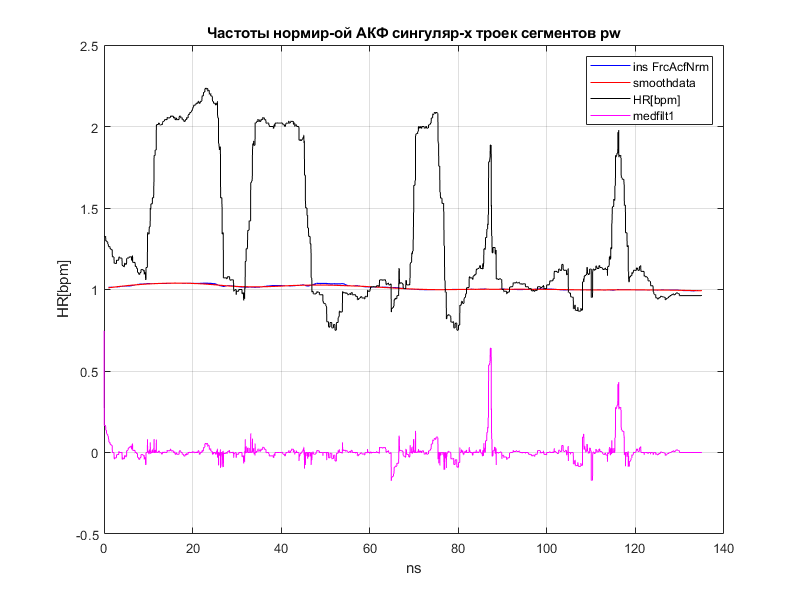 Частоты нормир-ой АКФ сингуляр-х троек сегментов pw
2.5
2
1.5
1
0.5
0
-0.5
HR[bpm]
ins FrcAcfNrm
smoothdata
HR[bpm]
medfilt1
0 20 40 60 80 100 120 140
ns